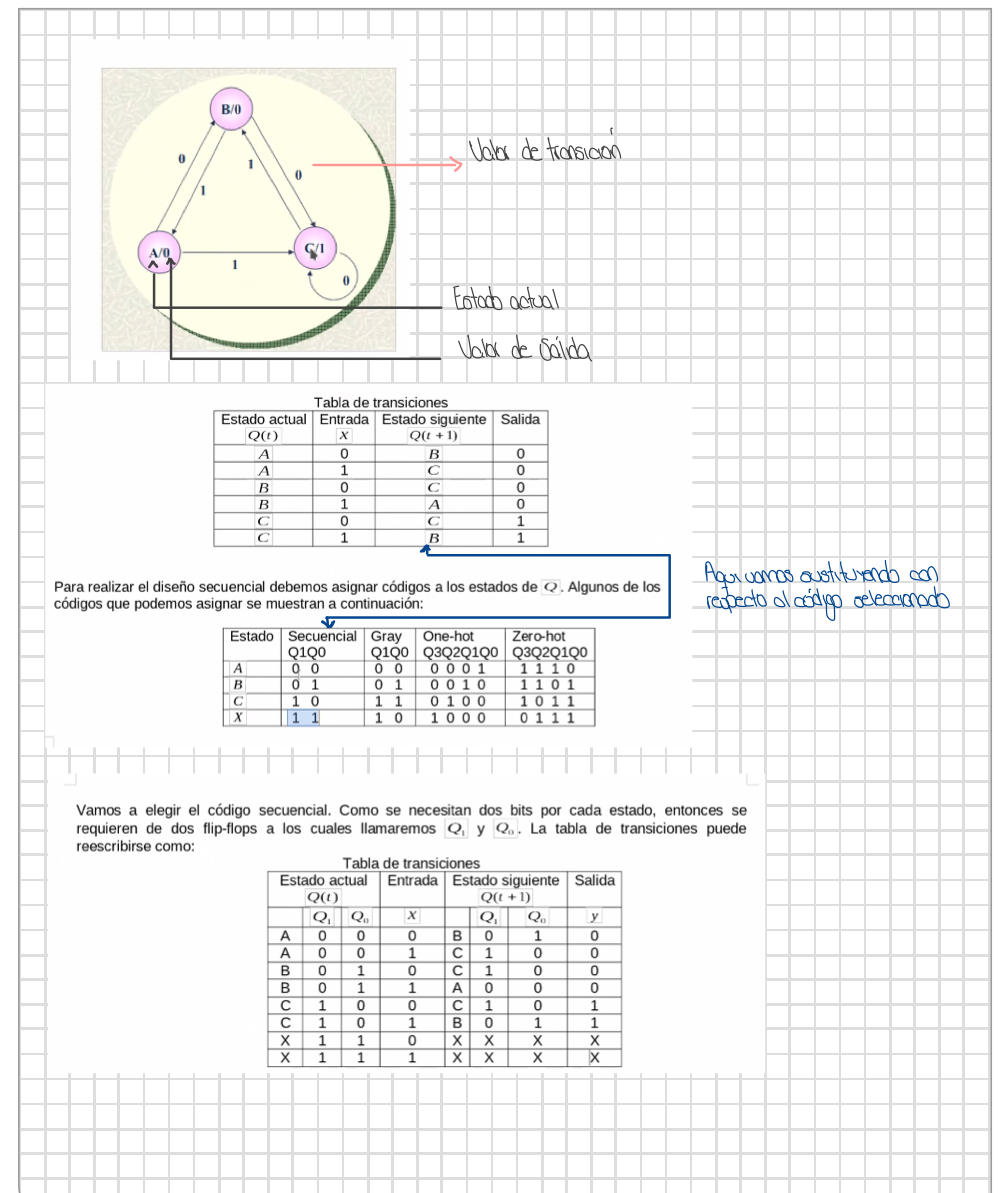 B/0
0
1
1
0
Valor de transición
A/0
C/1
1
0
Estado actual
Valor de Sálida
Tabla de transiciones
Estado actual Entrada Estado siguiente Salida
Q(t) X Q(t + 1)
A 0 B 0
A 1 C 0
B 0 C 0
B 1 A 0
C 0 C 1
C 1 B 1
Aqui vamos sustituyendo con
respecto al código seleccionado
Para realizar el diseño secuencial debemos asignar códigos a los estados de Q. Algunos de los
códigos que podemos asignar se muestran a continuación:
Estado Secuencial Gray One-hot Zero-hot
Q1Q0 Q1Q0 Q3Q2Q1Q0 Q3Q2Q1Q0
A 0 0 0 0 0 0 0 1 1 1 1 0
B 0 1 0 1 0 0 1 0 1 1 0 1
C 1 0 1 1 0 1 0 0 1 0 1 1
X 1 1 1 0 1 0 0 0 0 1 1 1
Vamos a elegir el código secuencial. Como se necesitan dos bits por cada estado, entonces se
requieren de dos flip-flops a los cuales llamaremos Q₁ y Q₀. La tabla de transiciones puede
reescribirse como:
Tabla de transiciones
Estado actual Entrada Estado siguiente Salida
Q(t) Q(t + 1)
Q₁ Q₀ X Q₁ Q₀ y
A 0 0 0 B 0 1 0
A 0 0 1 C 1 0 0
B 0 1 0 C 1 0 0
B 0 1 1 A 0 0 0
C 1 0 0 C 1 0 1
C 1 0 1 B 0 1 1
X 1 1 0 X X X X
X 1 1 1 X X X X